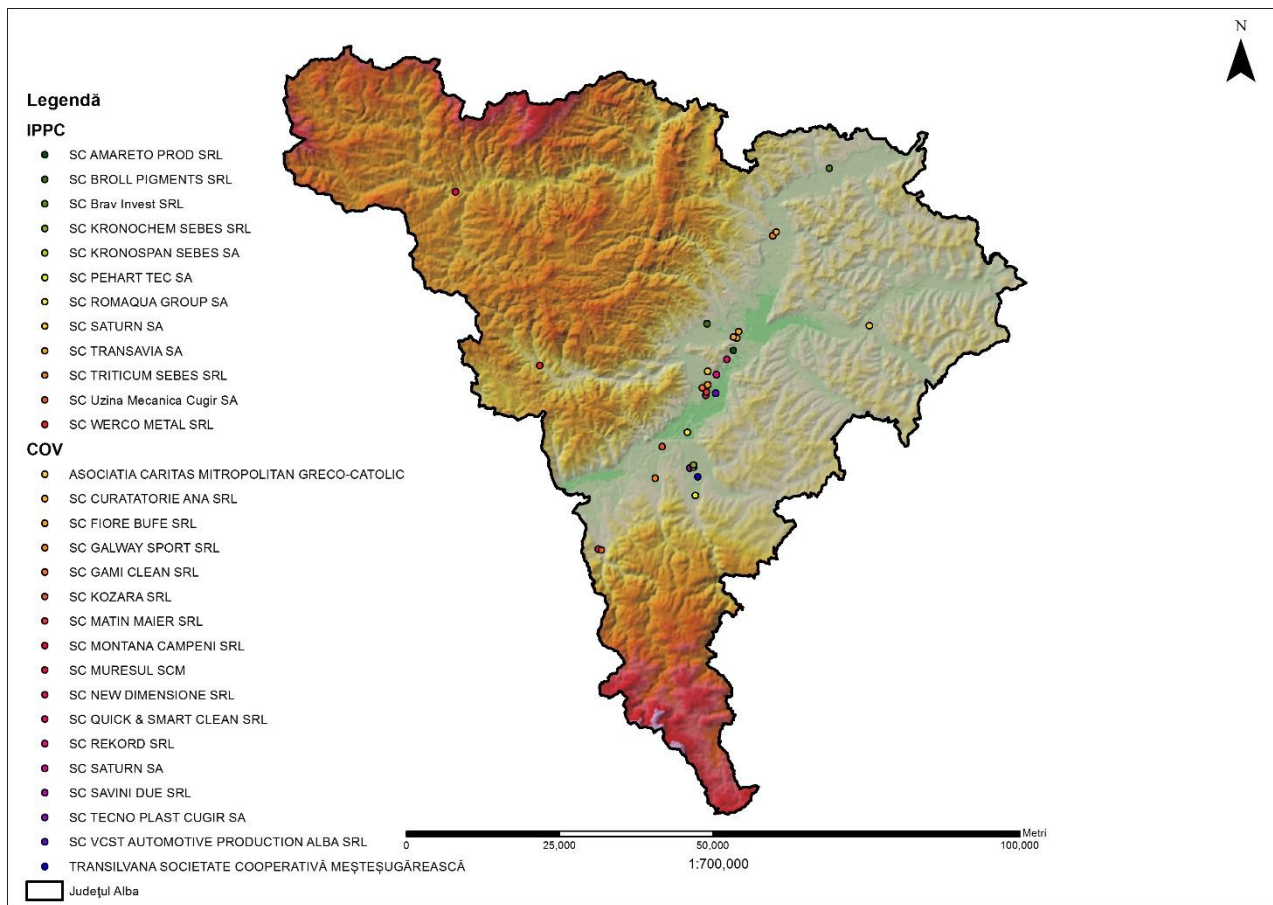 N
Legendă
IPPC
SC AMARETO PROD SRL
SC BROLL PIGMENTS SRL
SC Brav Invest SRL
SC KRONOCHEM SEBES SRL
SC KRONOSPAN SEBES SA
SC PEHART TEC SA
SC ROMAQUA GROUP SA
SC SATURN SA
SC TRANSAVIA SA
SC TRITICUM SEBES SRL
SC Uzina Mecanica Cugir SA
SC WERCO METAL SRL
COV
ASOCIATIA CARITAS MITROPOLITAN GRECO-CATOLIC
SC CURATATORIE ANA SRL
SC FIORE BUFE SRL
SC GALWAY SPORT SRL
SC GAMI CLEAN SRL
SC KOZARA SRL
SC MATIN MAIER SRL
SC MONTANA CAMPENI SRL
SC MURESUL SCM
SC NEW DIMENSIONE SRL
SC QUICK & SMART CLEAN SRL
SC REKORD SRL
SC SATURN SA
SC SAVINI DUE SRL
SC TECNO PLAST CUGIR SA
SC VCST AUTOMOTIVE PRODUCTION ALBA SRL
TRANSILVANA SOCIETATE COOPERATIVĂ MEȘTEȘUGĂREASCĂ
Județul Alba
Metri
0 25,000 50,000 100,000
1:700,000